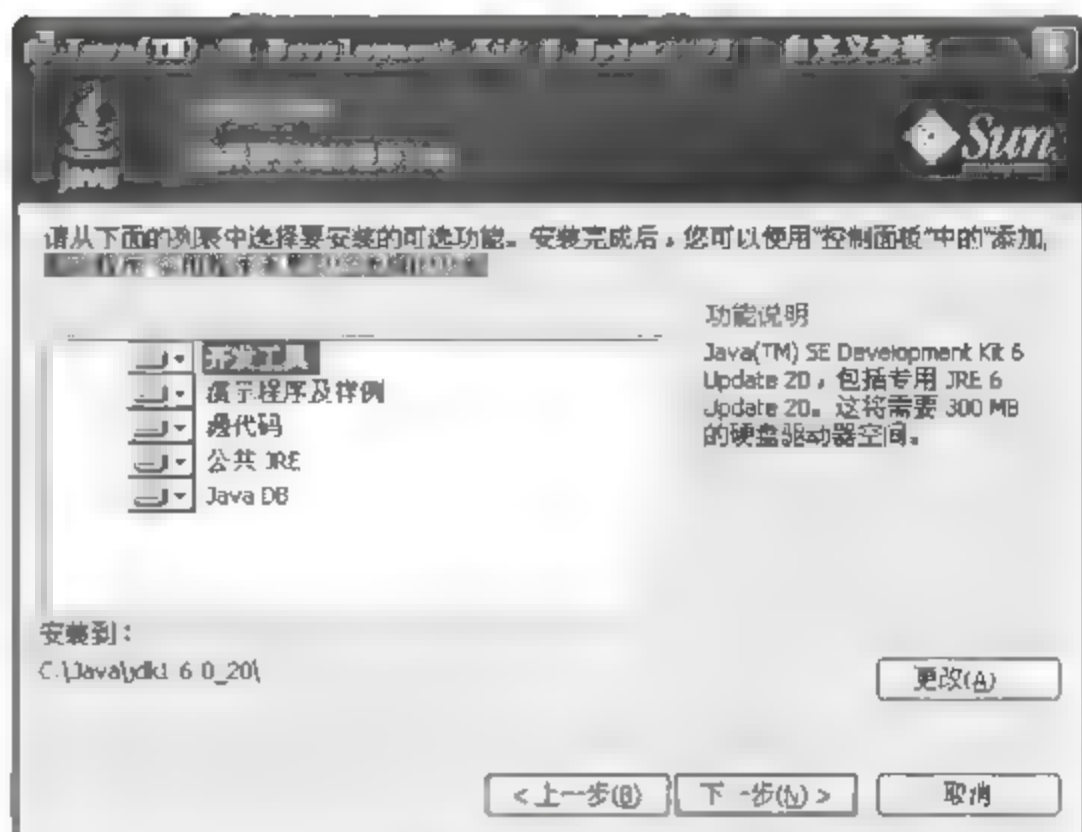 自定义安装
Sun
请从下面的列表中选择要安装的可选功能。安装完成后，您可以使用"控制面板"中的"添加
功能说明
开发工具
演示程序及样例
源代码
公共 JRE
Java DB
Java(TM) SE Development Kit 6
Update 20，包括专用 JRE 6
Update 20。这将需要 300 MB
的硬盘驱动器空间。
安装到：
C:\Java\jdk1.6.0_20\
更改(A)
<上一步(B)
下一步(N) >
取消